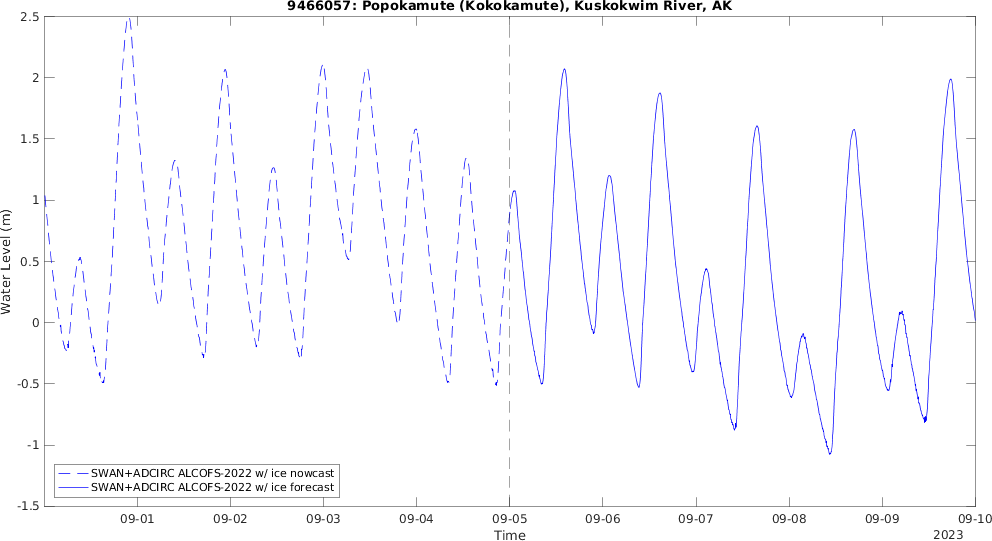 9466057: Popokamute (Kokokamute), Kuskokwim River, AK
2.5
2
1.5
1
0.5
0
-0.5
-1
-1.5
Water Level (m)
SWAN+ADCIRC ALCOFS-2022 w/ ice nowcast
SWAN+ADCIRC ALCOFS-2022 w/ ice forecast
09-01 09-02 09-03 09-04 09-05 09-06 09-07 09-08 09-09 09-10
Time
2023